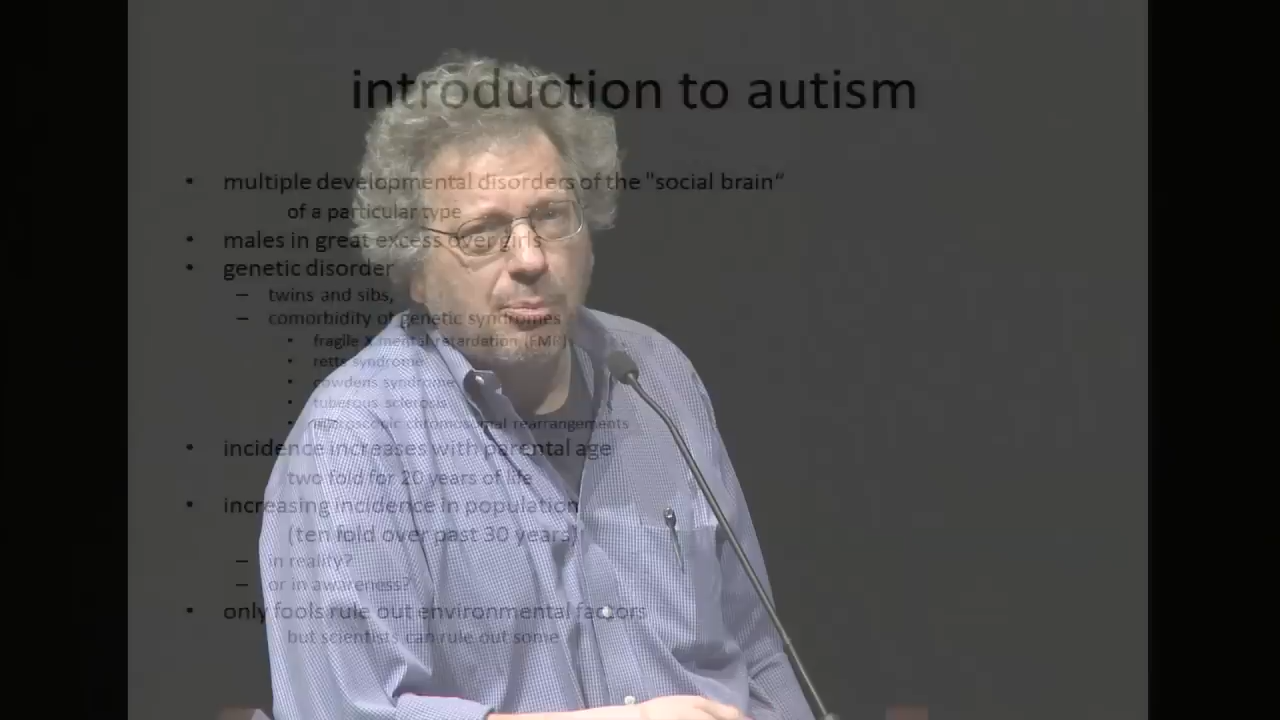 introduction to autism
• multiple developmental disorders of the "social brain“
of a particular type
• males in great excess over girls
• genetic disorder
– twins and sibs,
– comorbidity of genetic syndromes
• fragile X mental retardation (FMR)
• retts syndrome
• cowdens syndrome
• tuberous sclerosis
• microscopic chromosomal rearrangements
• incidence increases with parental age
two fold for 20 years of life
• increasing incidence in population
(ten fold over past 30 years)
– in reality?
– or in awareness?
• only fools rule out environmental factors
but scientists can rule out some